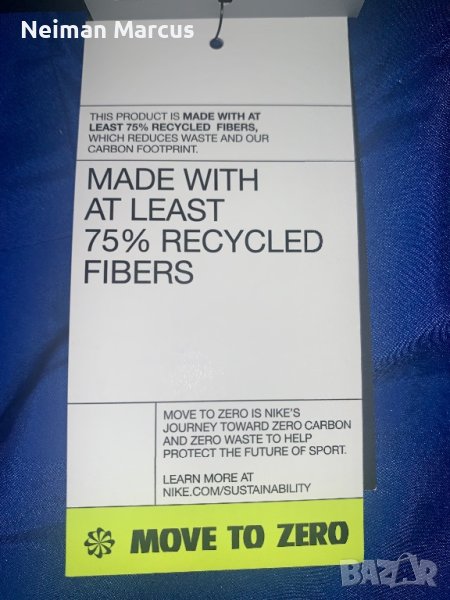 Neiman Marcus
THIS PRODUCT IS MADE WITH AT
LEAST 75% RECYCLED FIBERS,
WHICH REDUCES WASTE AND OUR
CARBON FOOTPRINT.
MADE WITH
AT LEAST
75% RECYCLED
FIBERS
MOVE TO ZERO IS NIKE'S
JOURNEY TOWARD ZERO CARBON
AND ZERO WASTE TO HELP
PROTECT THE FUTURE OF SPORT.
LEARN MORE AT
NIKE.COM/SUSTAINABILITY
MOVE TO ZERO
BAZAR